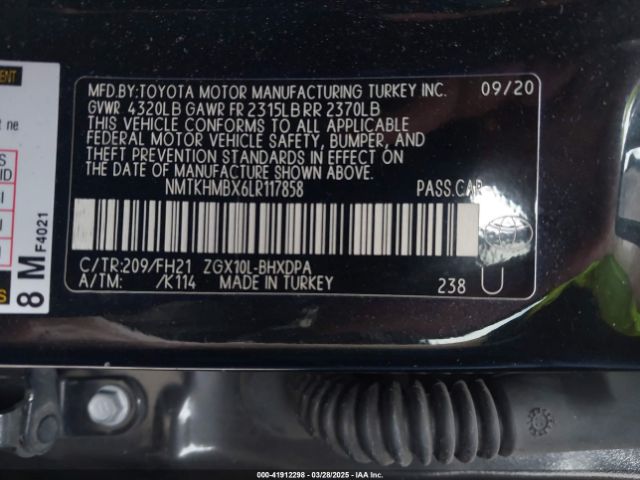 MFD.BY:TOYOTA MOTOR MANUFACTURING TURKEY INC. 09/20
GVWR 4320LB GAWR FR 2315LB RR 2370LB
THIS VEHICLE CONFORMS TO ALL APPLICABLE
FEDERAL MOTOR VEHICLE SAFETY, BUMPER, AND
THEFT PREVENTION STANDARDS IN EFFECT ON
THE DATE OF MANUFACTURE SHOWN ABOVE.
NMTKHMBX6LR117858 PASS.CAR
C/TR:209/FH21 ZGX10L-BHXDPA
A/TM: /K114 MADE IN TURKEY 238
ne
8 M F4021
000-41912298 | 03/28/2025 | IAAI.COM